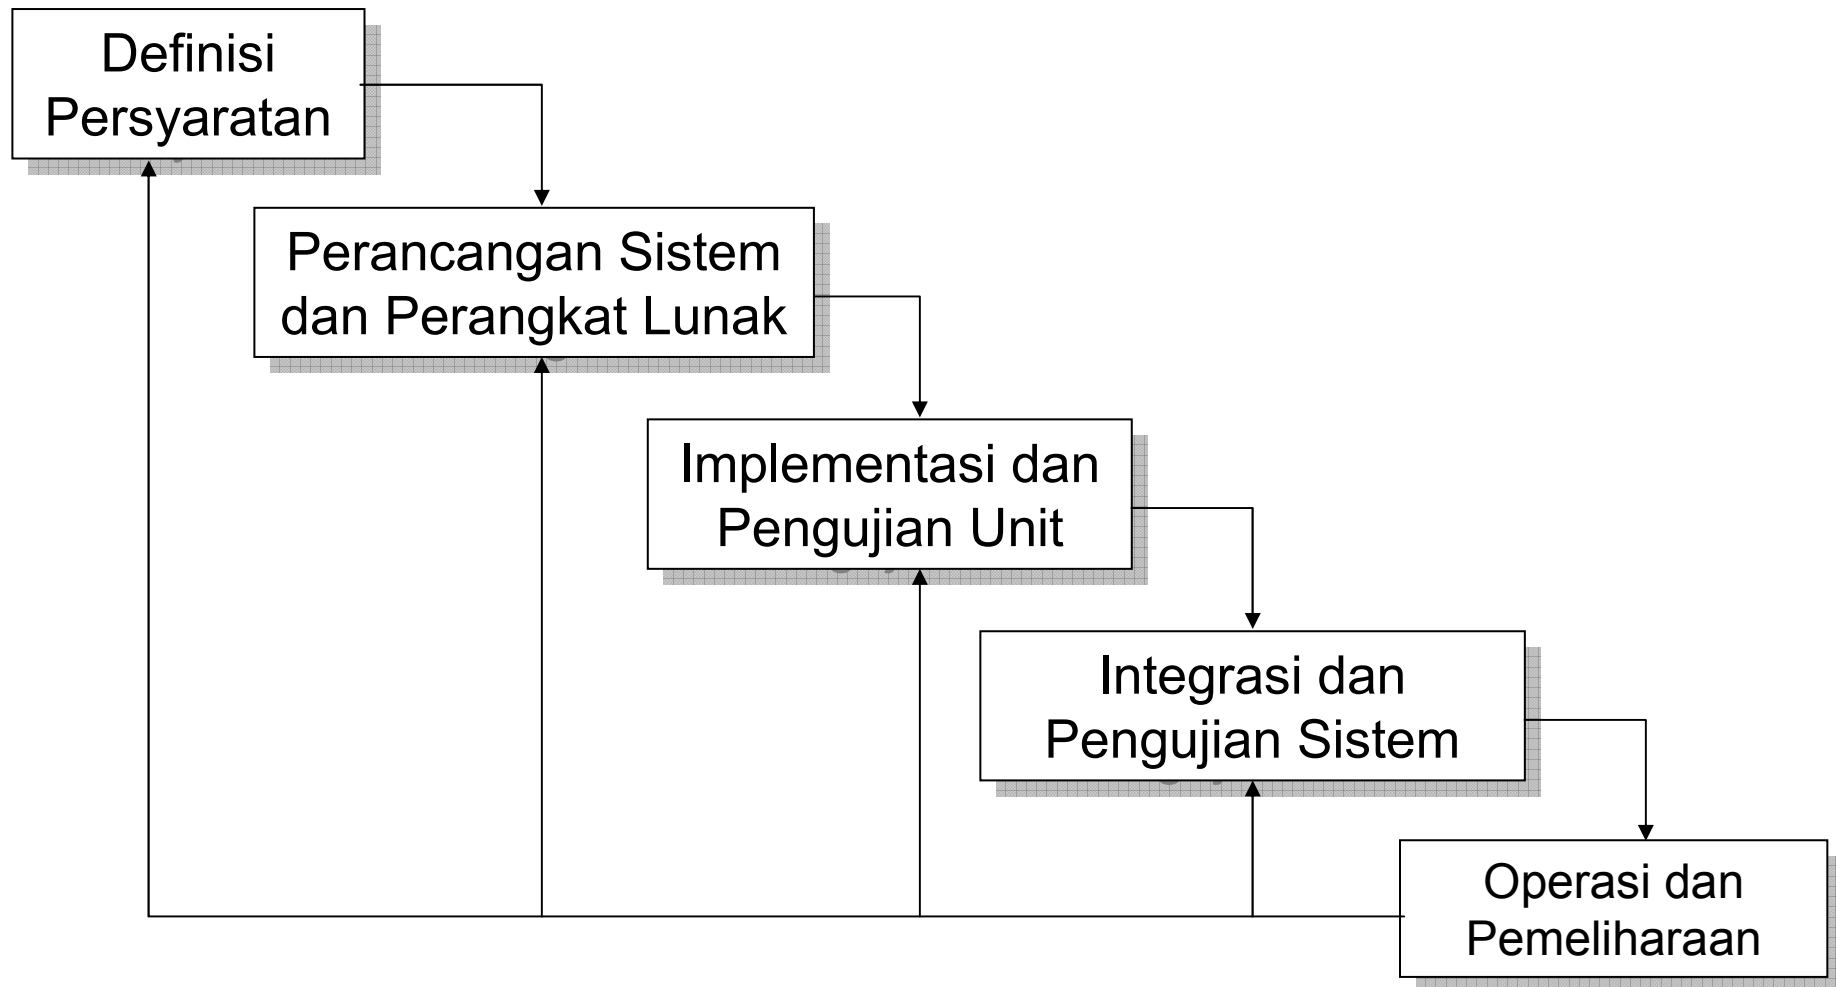 Definisi
Persyaratan
Perancangan Sistem
dan Perangkat Lunak
Implementasi dan
Pengujian Unit
Integrasi dan
Pengujian Sistem
Operasi dan
Pemeliharaan